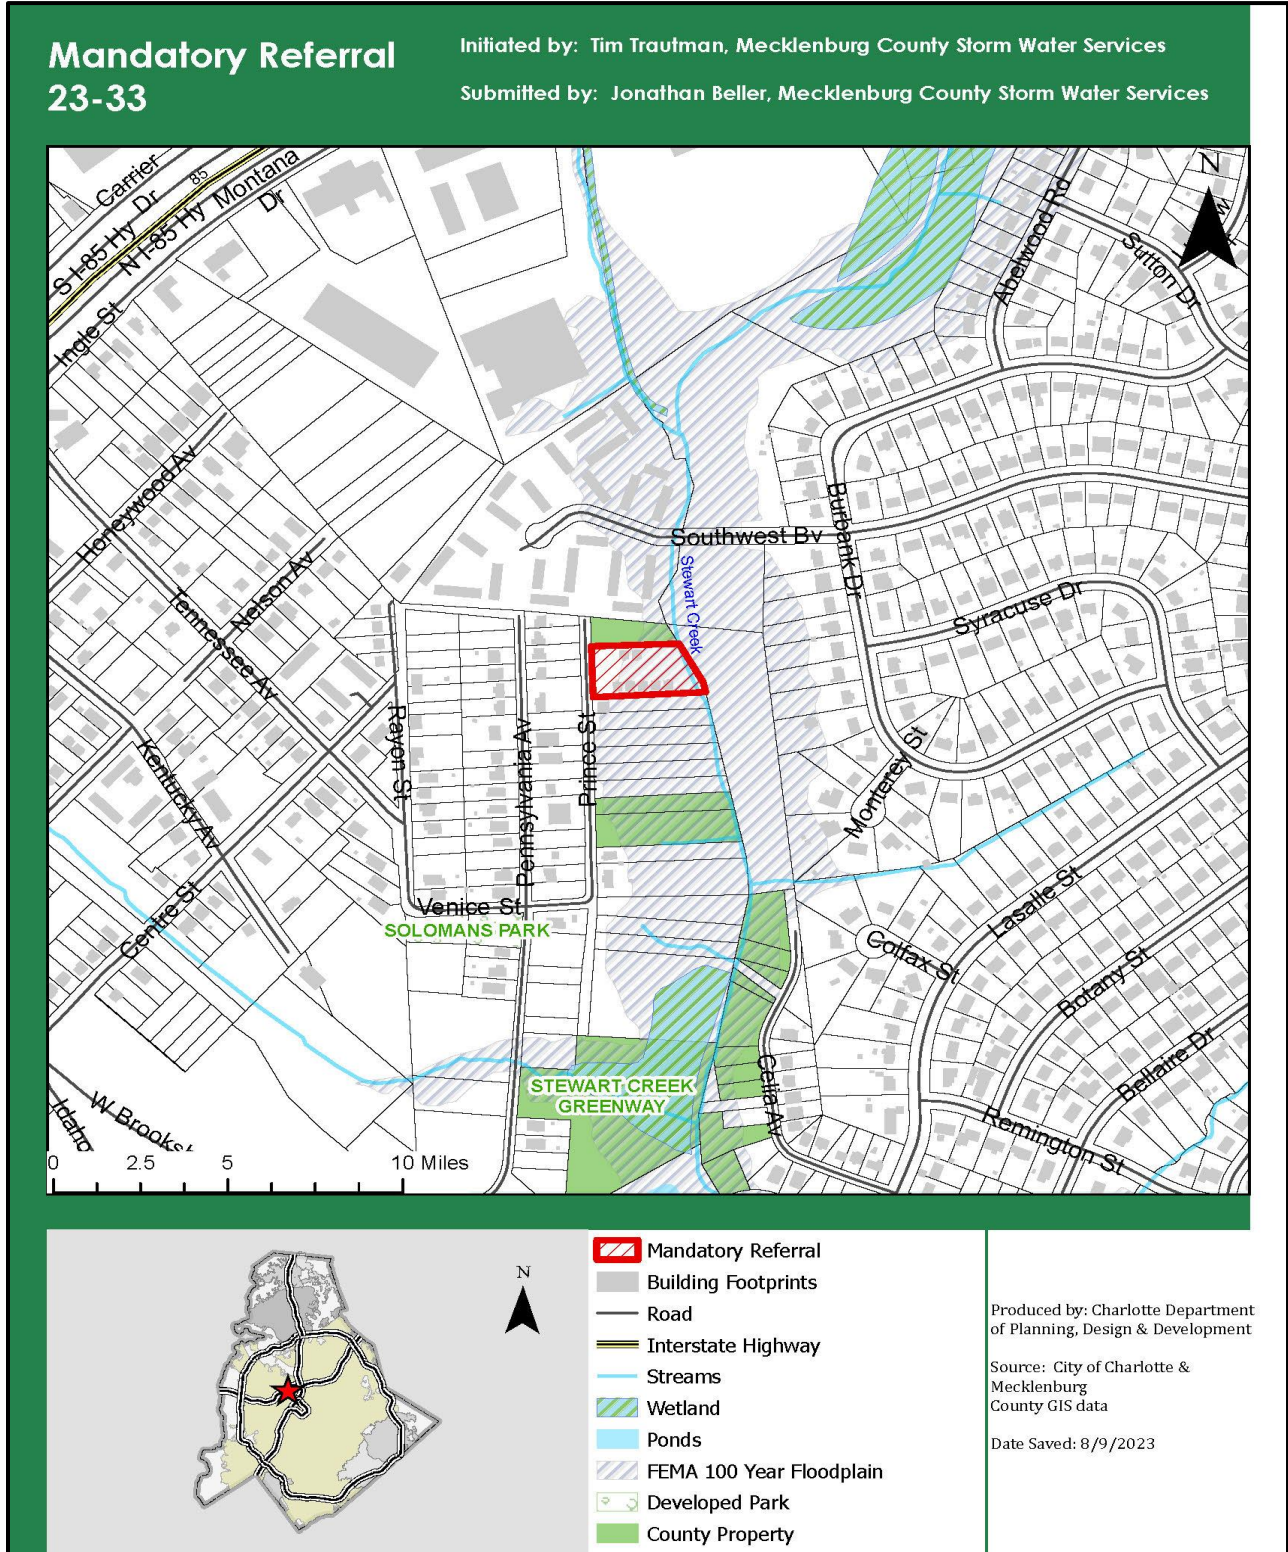 Mandatory Referral
23-33
Initiated by: Tim Trautman, Mecklenburg County Storm Water Services
Submitted by: Jonathan Beller, Mecklenburg County Storm Water Services
Carrier
Dr
85
S I-85 Hy
N I-85 Hy
Montana
Dr
Ingle St
N
Abelwood Rd
Sutton Dr
Honeywood Av
Nelson Av
Tennessee Av
Southwest Bv
Burbank Dr
Stewart Creek
Syracuse Dr
Rayon St
Pennsylvania Av
Prince St
Kentucky Av
Monterey St
Centre St
Venice St
SOLOMANS PARK
Lasalle St
Colfax St
Botany St
Bellaire Dr
Celia Av
STEWART CREEK
GREENWAY
Remington St
Idaho
W Brooks
0 2.5 5 10 Miles
N
Mandatory Referral
Building Footprints
Road
Interstate Highway
Streams
Wetland
Ponds
FEMA 100 Year Floodplain
Developed Park
County Property
Produced by: Charlotte Department
of Planning, Design & Development
Source: City of Charlotte &
Mecklenburg
County GIS data
Date Saved: 8/9/2023